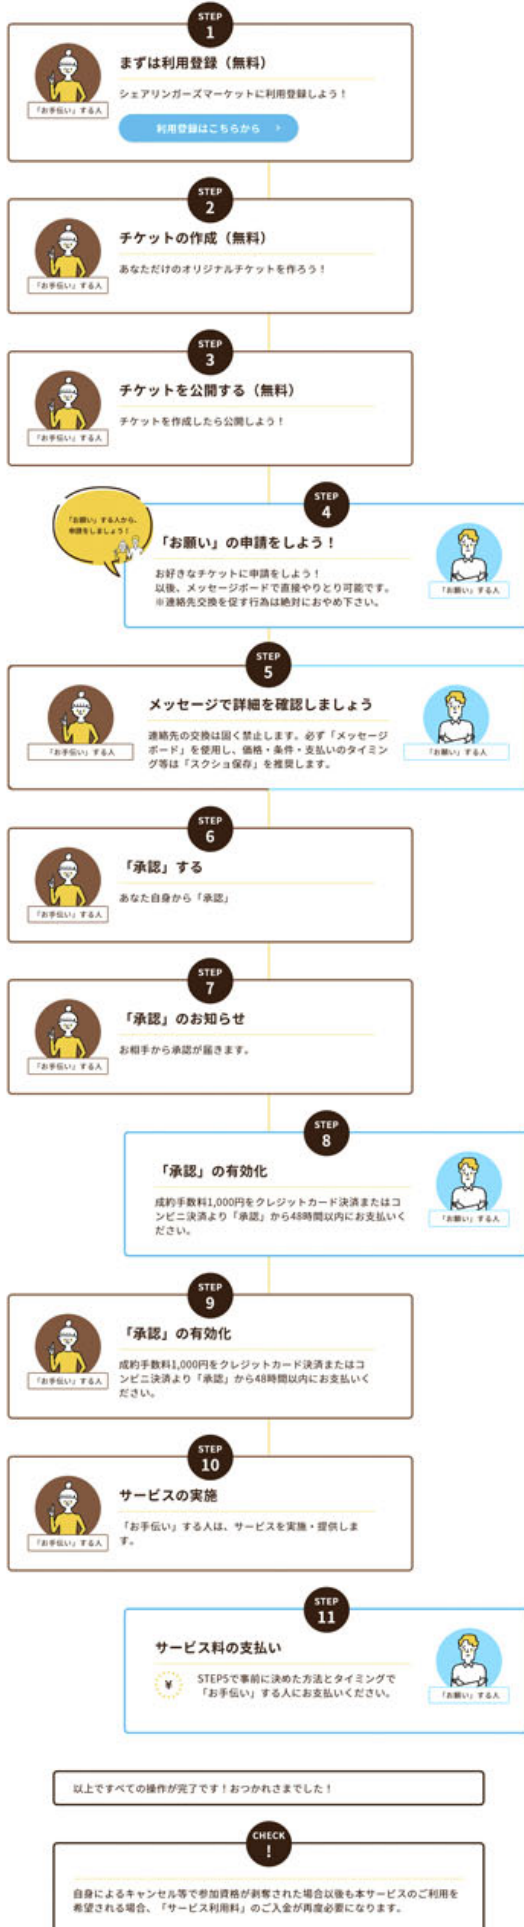 STEP
1
まずは利用登録（無料）
シェアリンガーズマーケットに利用登録しよう！
「お手伝い」する人
利用登録はこちらから
STEP
2
チケットの作成（無料）
あなただけのオリジナルチケットを作ろう！
「お手伝い」する人
STEP
3
チケットを公開する（無料）
チケットを作成したら公開しよう！
「お手伝い」する人
「お願い」する人から、
申請をしましょう！
STEP
4
「お願い」の申請をしよう！
お好きなチケットに申請をしよう！
以後、メッセージボードで直接やりとり可能です。
※連絡先交換を促す行為は絶対におやめ下さい。
「お願い」する人
STEP
5
メッセージで詳細を確認しましょう
連絡先の交換は固く禁止します。必ず「メッセージ
ボード」を使用し、価格・条件・支払いのタイミン
グ等は「スクショ保存」を推奨します。
「お手伝い」する人
「お願い」する人
STEP
6
「承認」する
あなた自身から「承認」
「お手伝い」する人
STEP
7
「承認」のお知らせ
お相手から承認が届きます。
「お手伝い」する人
STEP
8
「承認」の有効化
成約手数料1,000円をクレジットカード決済またはコ
ンビニ決済より「承認」から48時間以内にお支払いく
ださい。
「お願い」する人
STEP
9
「承認」の有効化
成約手数料1,000円をクレジットカード決済またはコ
ンビニ決済より「承認」から48時間以内にお支払いく
ださい。
「お手伝い」する人
STEP
10
サービスの実施
「お手伝い」する人は、サービスを実施・提供しま
す。
「お手伝い」する人
STEP
11
サービス料の支払い
¥
STEP5で事前に決めた方法とタイミングで
「お手伝い」する人にお支払いください。
「お願い」する人
以上ですべての操作が完了です！おつかれさまでした！
CHECK
!
自身によるキャンセル等で参加資格が剥奪された場合以後も本サービスのご利用を
希望される場合、「サービス利用料」のご入金が再度必要になります。